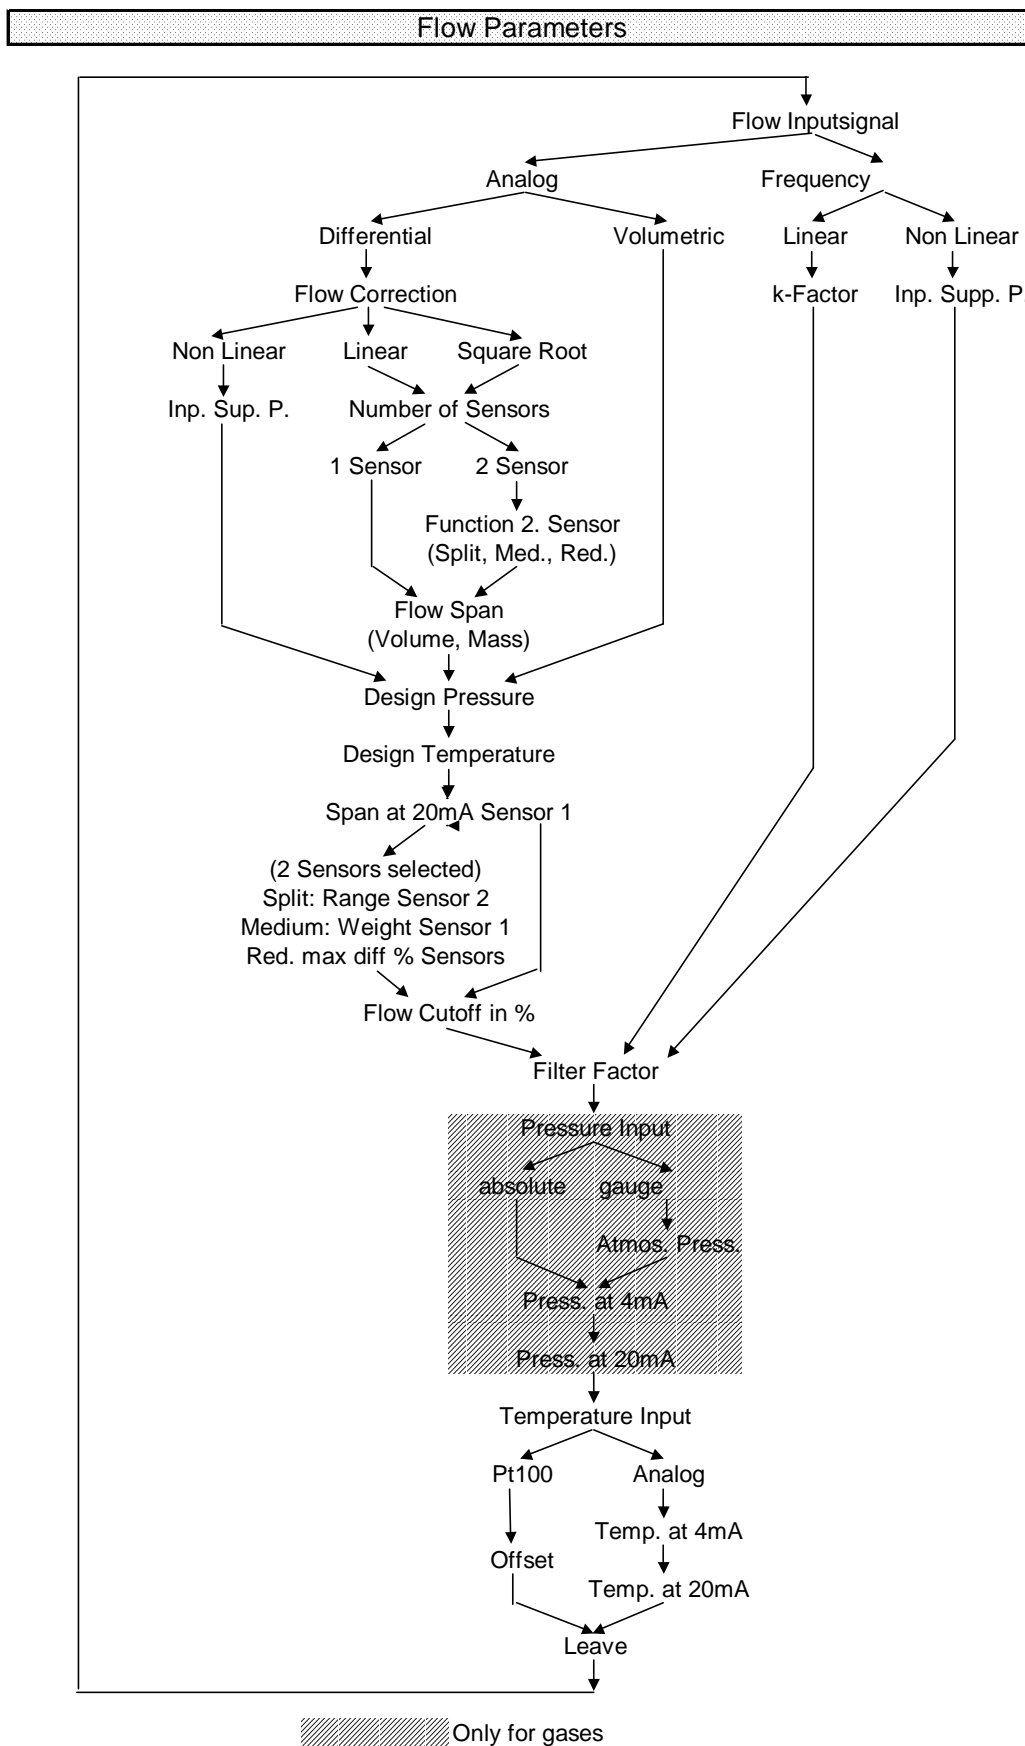 Flow Parameters
Flow Inputsignal
Analog
Frequency
Differential
Volumetric
Linear
Non Linear
Flow Correction
k-Factor
Inp. Supp. P.
Non Linear
Linear
Square Root
Inp. Sup. P.
Number of Sensors
1 Sensor
2 Sensor
Function 2. Sensor
(Split, Med., Red.)
Flow Span
(Volume, Mass)
Design Pressure
Design Temperature
Span at 20mA Sensor 1
(2 Sensors selected)
Split: Range Sensor 2
Medium: Weight Sensor 1
Red. max diff % Sensors
Flow Cutoff in %
Filter Factor
Pressure Input
absolute
gauge
Atmos. Press.
Press. at 4mA
Press. at 20mA
Temperature Input
Pt100
Analog
Temp. at 4mA
Offset
Temp. at 20mA
Leave
Only for gases